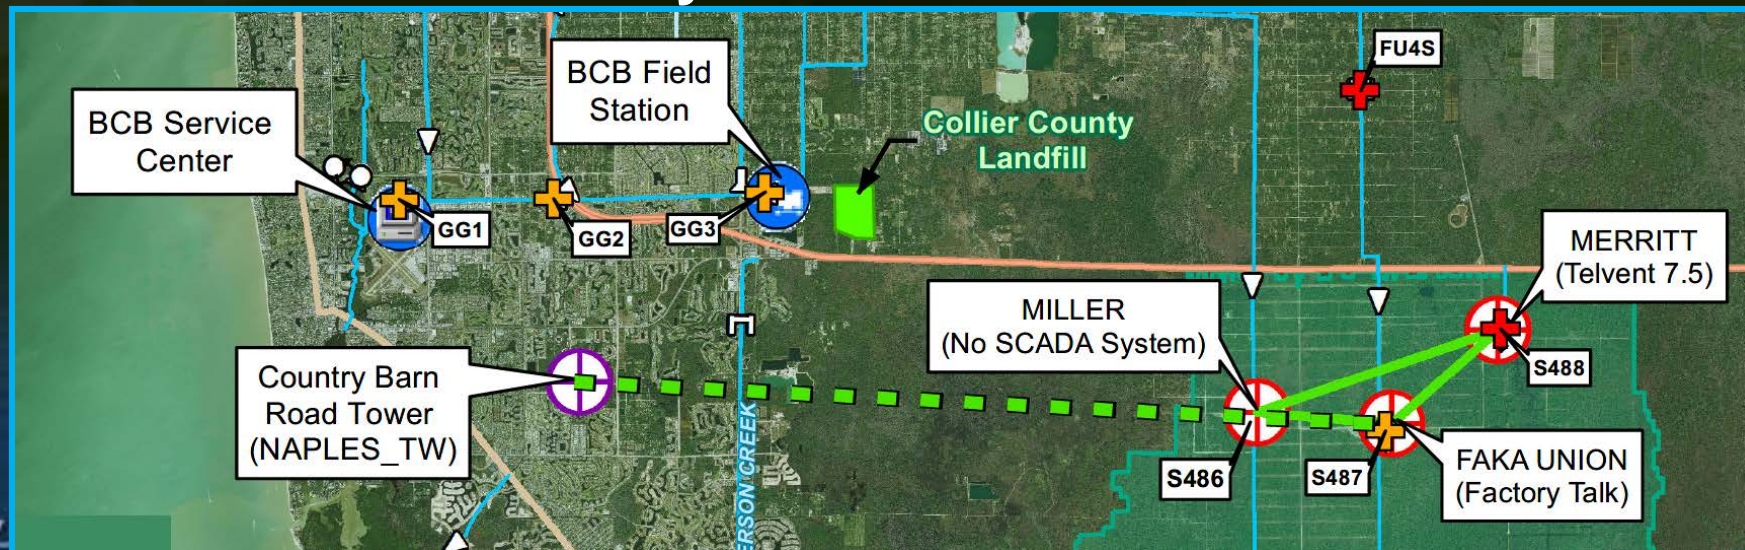 FU4S
BCB Field
Station
BCB Service
Center
Collier County
Landfill
GG1
GG2
GG3
MERRITT
(Telvent 7.5)
MILLER
(No SCADA System)
S488
Country Barn
Road Tower
(NAPLES_TW)
ERSON CREEK
S486
S487
FAKA UNION
(Factory Talk)